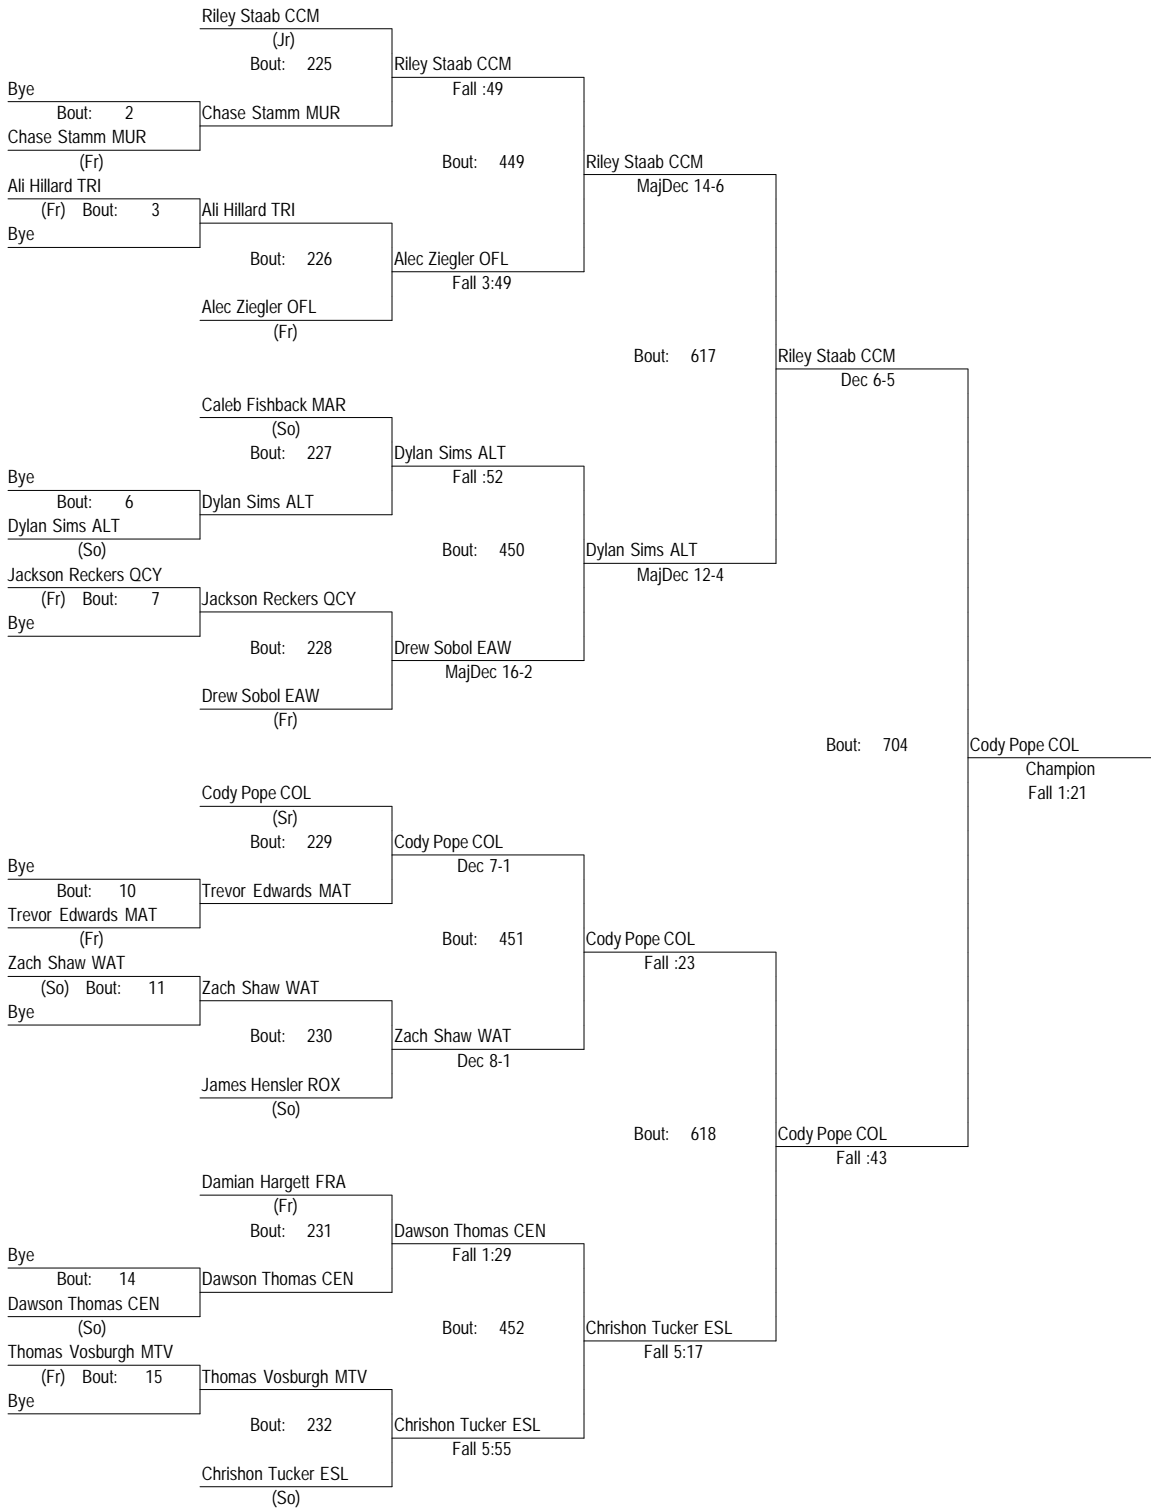 Riley Staab CCM
(Jr)
Bout: 225
Riley Staab CCM
Fall :49
Bye
Bout: 2
Chase Stamm MUR
Chase Stamm MUR
(Fr)
Bout: 449
Riley Staab CCM
MajDec 14-6
Ali Hillard TRI
(Fr) Bout: 3
Ali Hillard TRI
Bye
Bout: 226
Alec Ziegler OFL
Fall 3:49
Alec Ziegler OFL
(Fr)
Bout: 617
Riley Staab CCM
Dec 6-5
Caleb Fishback MAR
(So)
Bout: 227
Dylan Sims ALT
Fall :52
Bye
Bout: 6
Dylan Sims ALT
Dylan Sims ALT
(So)
Bout: 450
Dylan Sims ALT
MajDec 12-4
Jackson Reckers QCY
(Fr) Bout: 7
Jackson Reckers QCY
Bye
Bout: 228
Drew Sobol EAW
MajDec 16-2
Drew Sobol EAW
(Fr)
Bout: 704
Cody Pope COL
Champion
Fall 1:21
Cody Pope COL
(Sr)
Bout: 229
Cody Pope COL
Dec 7-1
Bye
Bout: 10
Trevor Edwards MAT
Trevor Edwards MAT
(Fr)
Bout: 451
Cody Pope COL
Fall :23
Zach Shaw WAT
(So) Bout: 11
Zach Shaw WAT
Bye
Bout: 230
Zach Shaw WAT
Dec 8-1
James Hensler ROX
(So)
Bout: 618
Cody Pope COL
Fall :43
Damian Hargett FRA
(Fr)
Bout: 231
Dawson Thomas CEN
Fall 1:29
Bye
Bout: 14
Dawson Thomas CEN
Dawson Thomas CEN
(So)
Bout: 452
Chrishon Tucker ESL
Fall 5:17
Thomas Vosburgh MTV
(Fr) Bout: 15
Thomas Vosburgh MTV
Bye
Bout: 232
Chrishon Tucker ESL
Fall 5:55
Chrishon Tucker ESL
(So)